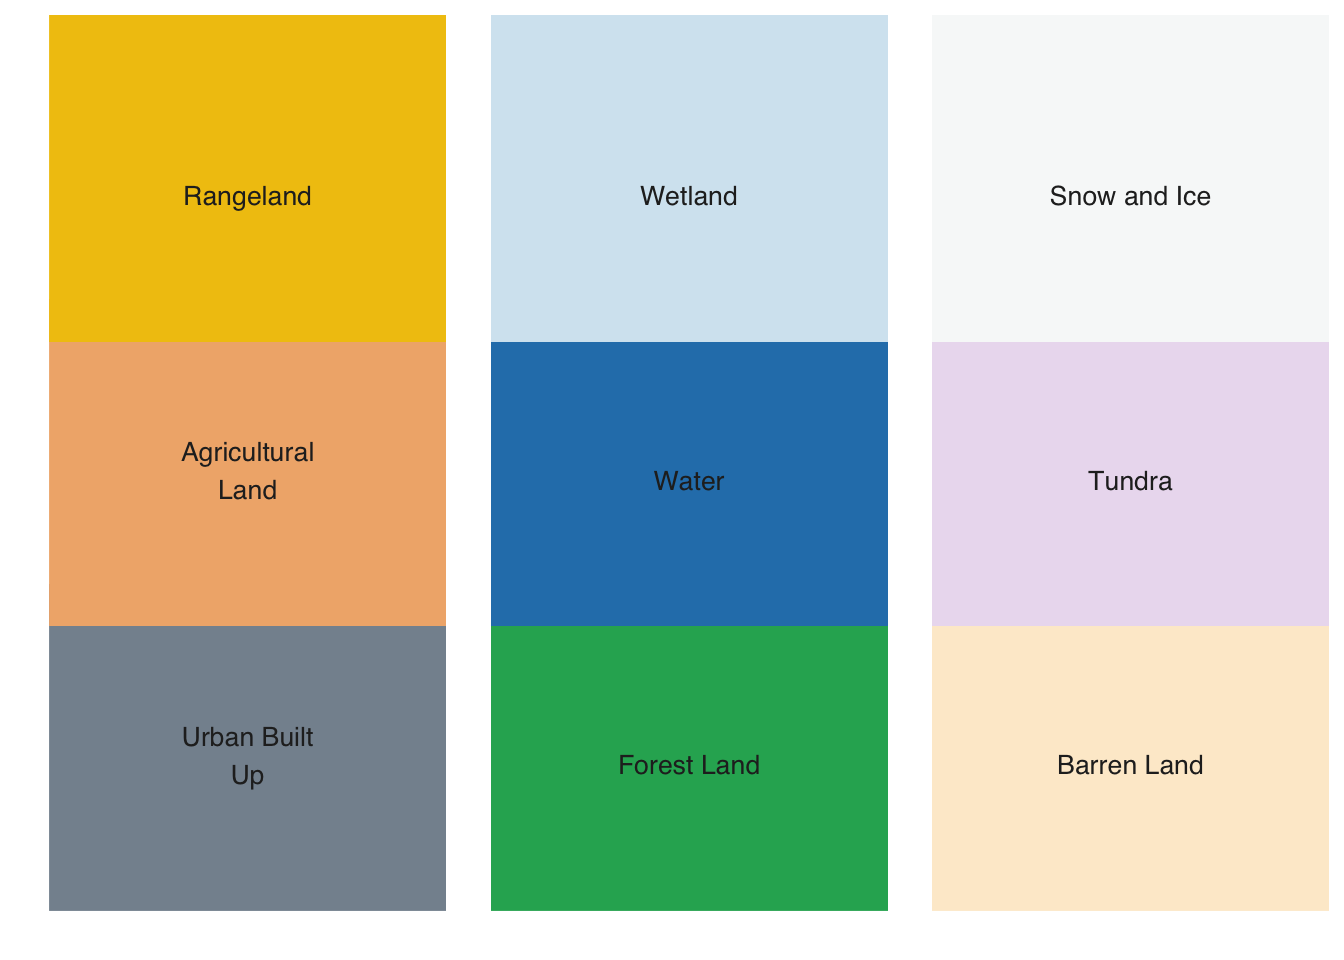 Rangeland
Wetland
Snow and Ice
Agricultural
Land
Water
Tundra
Urban Built
Up
Forest Land
Barren Land